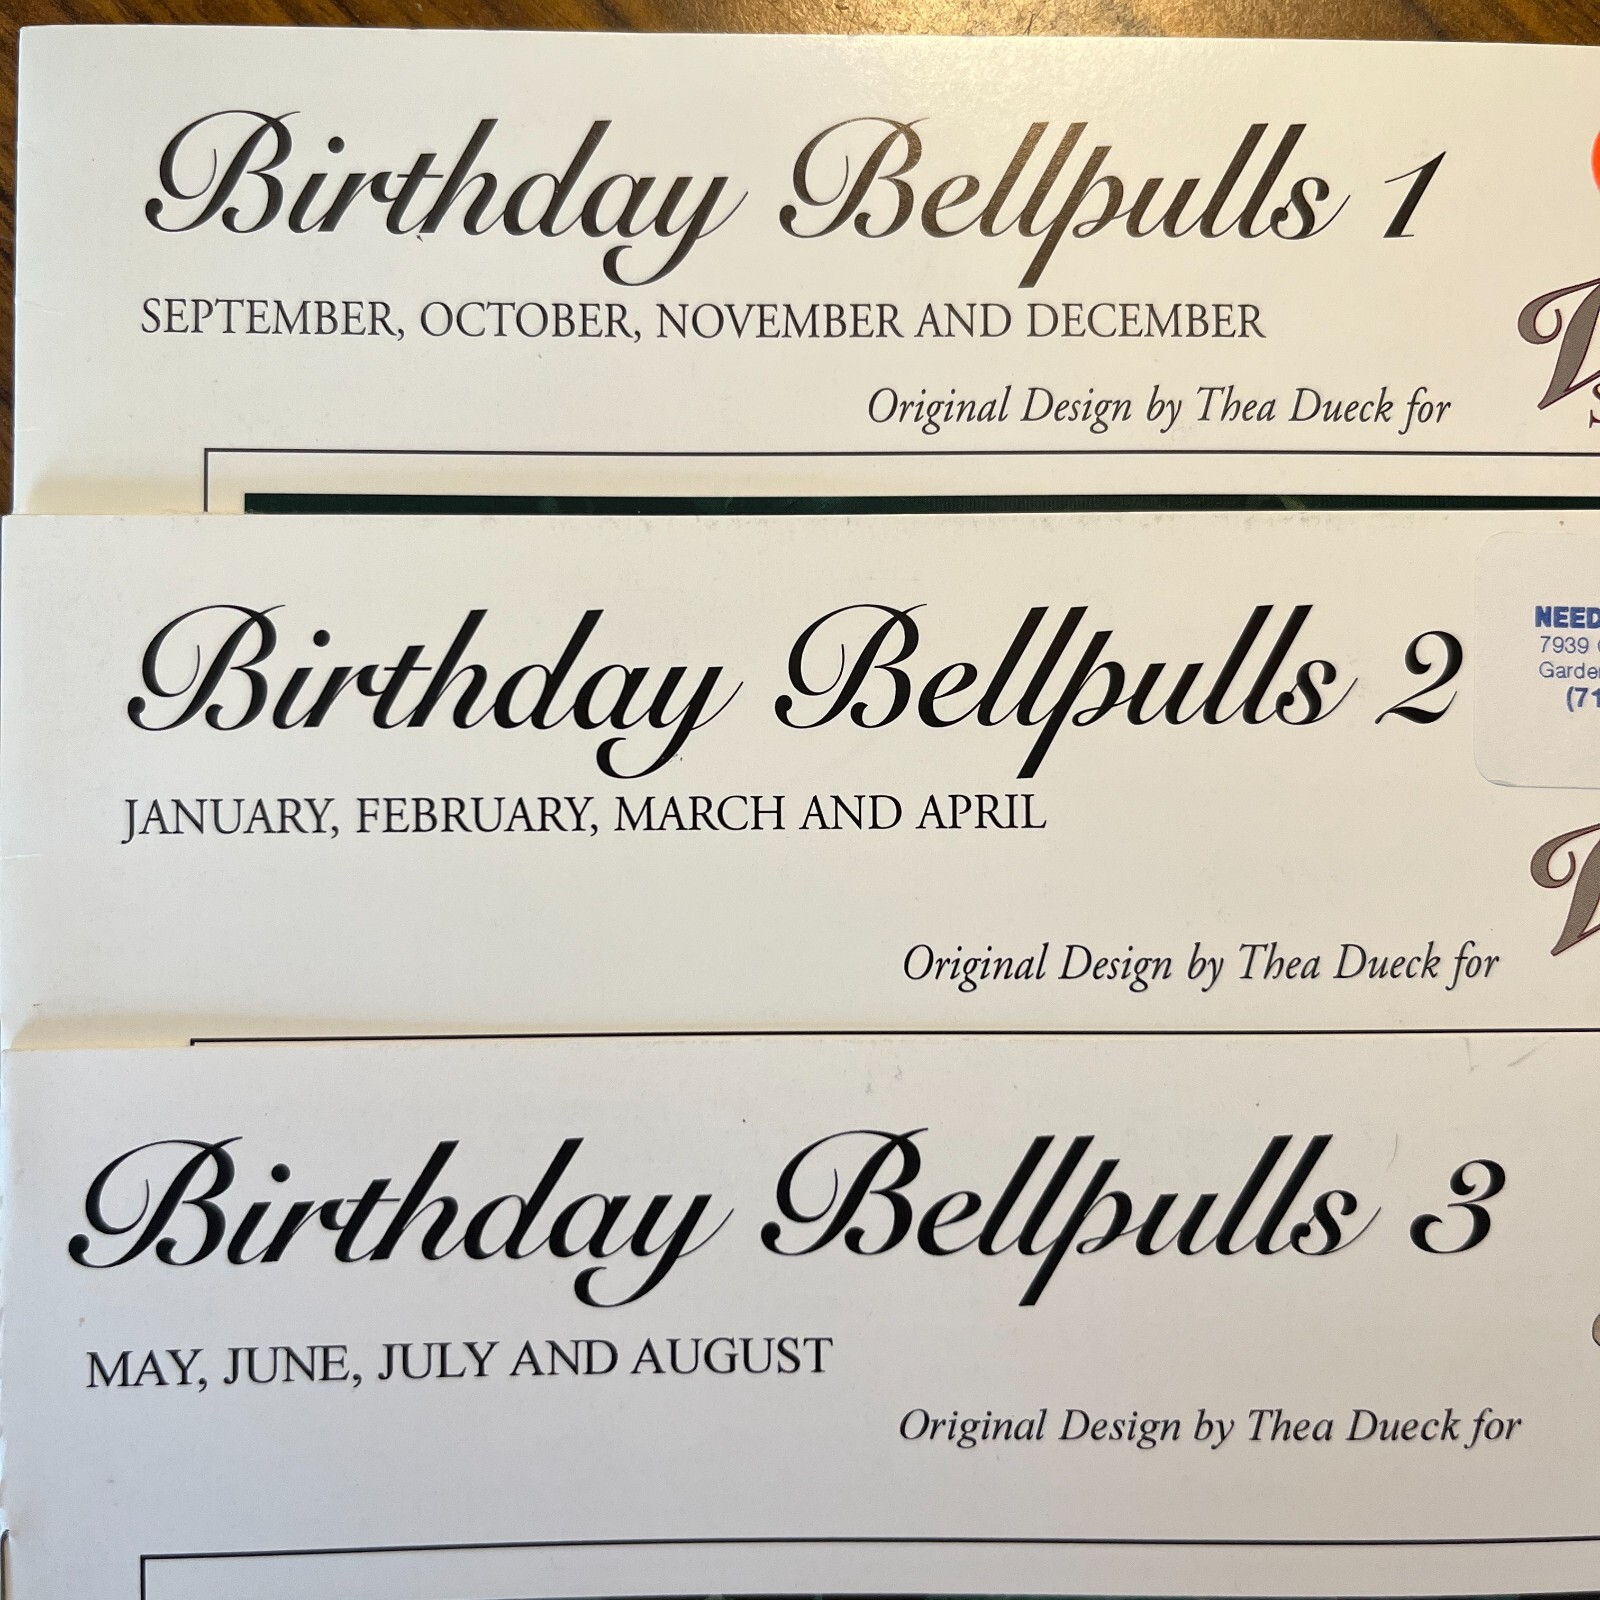 Birthday Bellpulls 1
SEPTEMBER, OCTOBER, NOVEMBER AND DECEMBER
Original Design by Thea Dueck for
Birthday Bellpulls 2
JANUARY, FEBRUARY, MARCH AND APRIL
7939
(71
Original Design by Thea Dueck for
Birthday Bellpulls 3
MAY, JUNE, JULY AND AUGUST
Original Design by Thea Dueck for